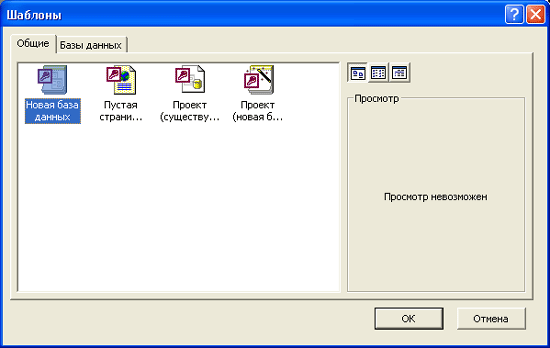 Шаблоны
Общие
Базы данных
Новая база
данных
Пустая
страни...
Проект
(существу...
Проект
(новая б...
Просмотр
Просмотр невозможен
ОК
Отмена